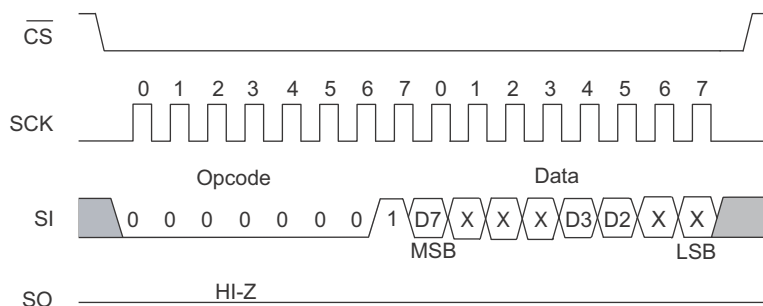 CS
0 1 2 3 4 5 6 7 0 1 2 3 4 5 6 7
SCK
Opcode Data
SI 0 0 0 0 0 0 0 1 D7 X X X D3 D2 X X
MSB LSB
HI-Z
SO